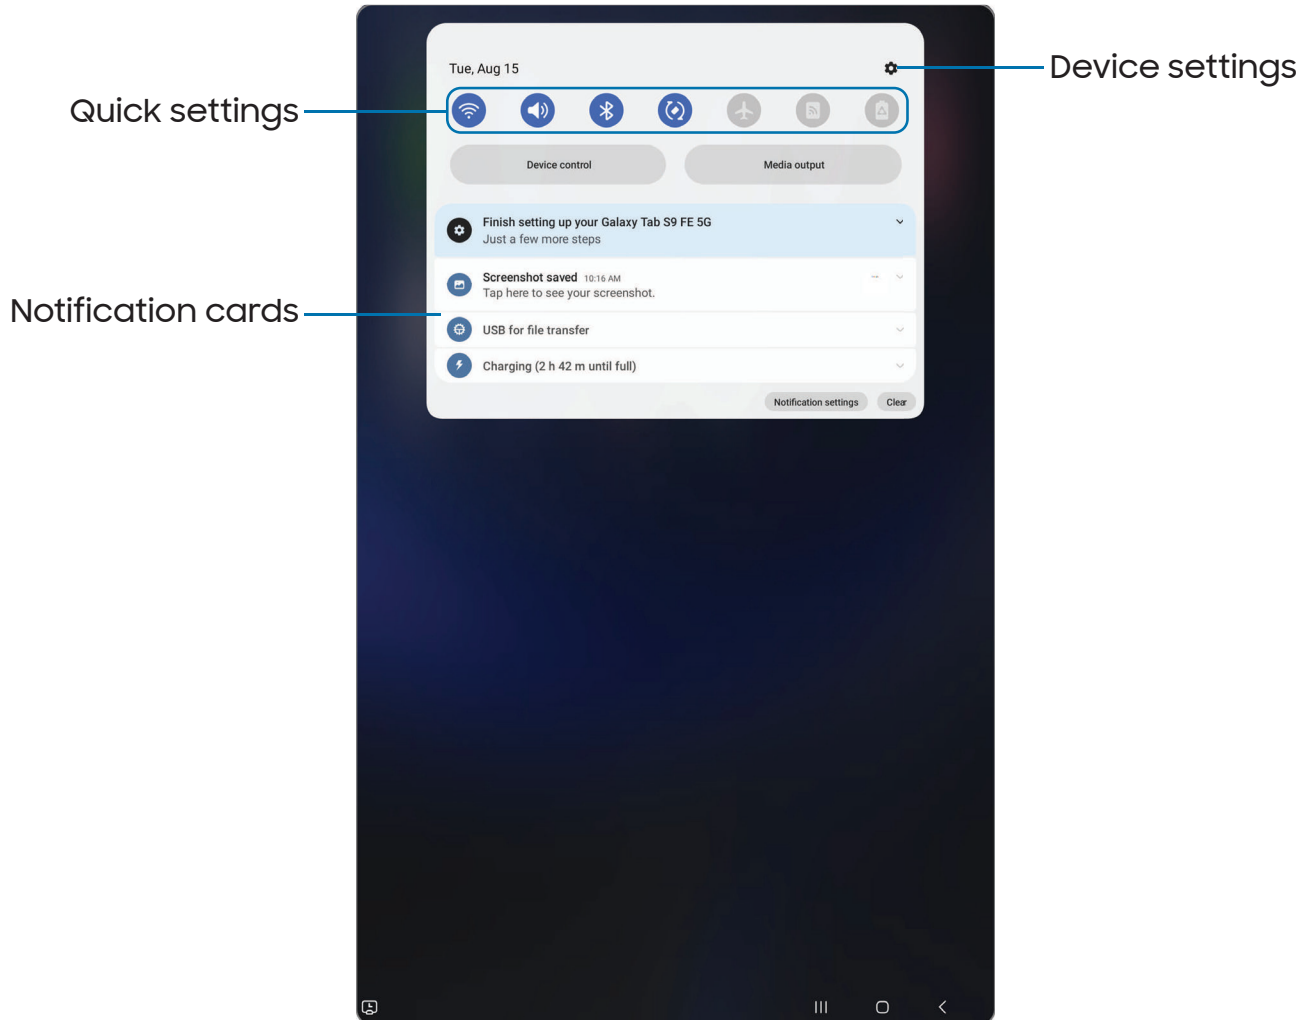 Tue, Aug 15
Device settings
Quick settings
Device control
Media output
Finish setting up your Galaxy Tab S9 FE 5G
Just a few more steps
Screenshot saved 10:16 AM
Tap here to see your screenshot.
Notification cards
USB for file transfer
Charging (2 h 42 m until full)
Notification settings
Clear